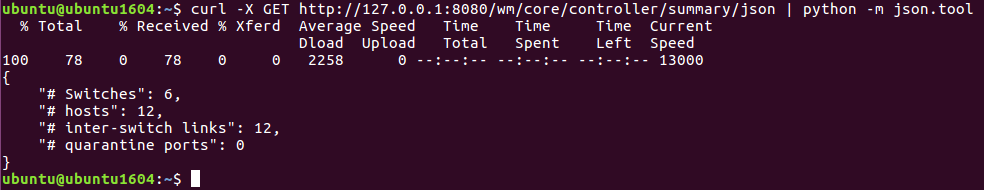 ubuntu@ubuntu1604:~$ curl -X GET http://127.0.0.1:8080/wm/core/controller/summary/json | python -m json.tool
  % Total    % Received % Xferd  Average Speed   Time    Time     Time  Current
                                 Dload  Upload   Total   Spent    Left  Speed
100    78    0    78    0     0   2258      0 --:--:-- --:--:-- --:--:-- 13000
{
    "# Switches": 6,
    "# hosts": 12,
    "# inter-switch links": 12,
    "# quarantine ports": 0
}
ubuntu@ubuntu1604:~$